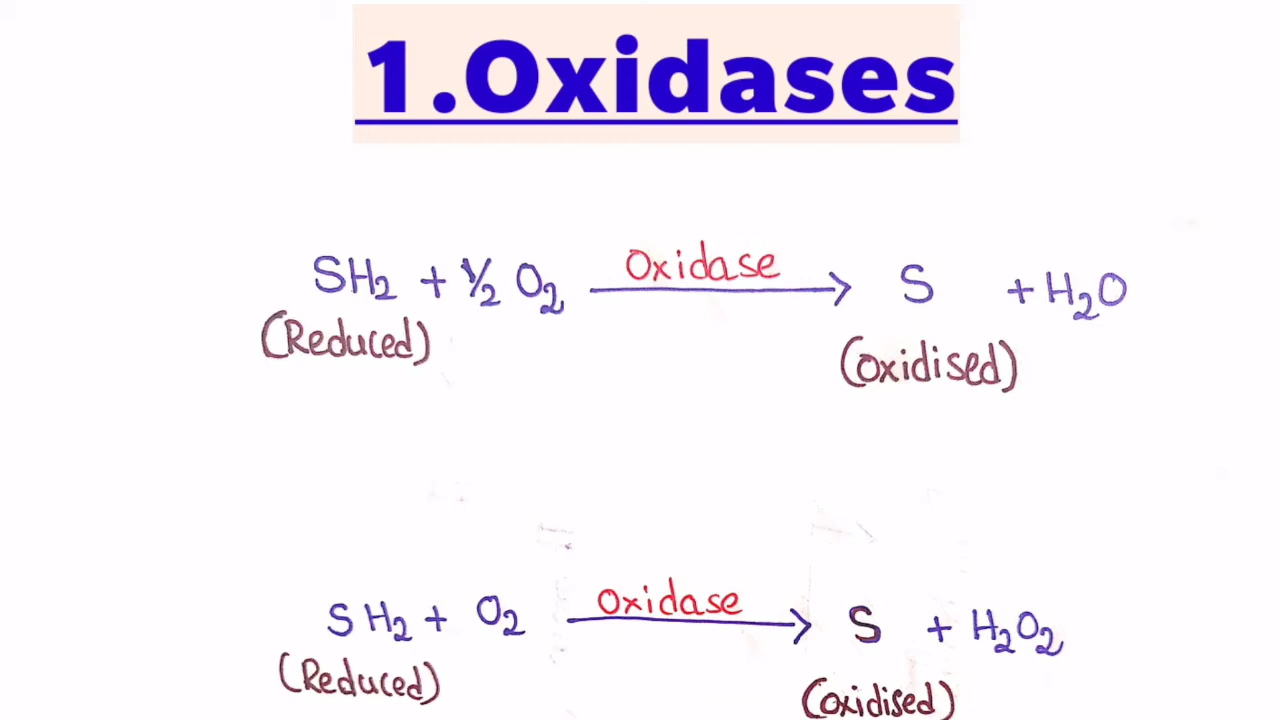 1.Oxidases
Oxidase
SH₂ + ½ O₂ → S + H₂O
(Reduced) (Oxidised)
Oxidase
SH₂ + O₂ → S + H₂O₂
(Reduced) (Oxidised)